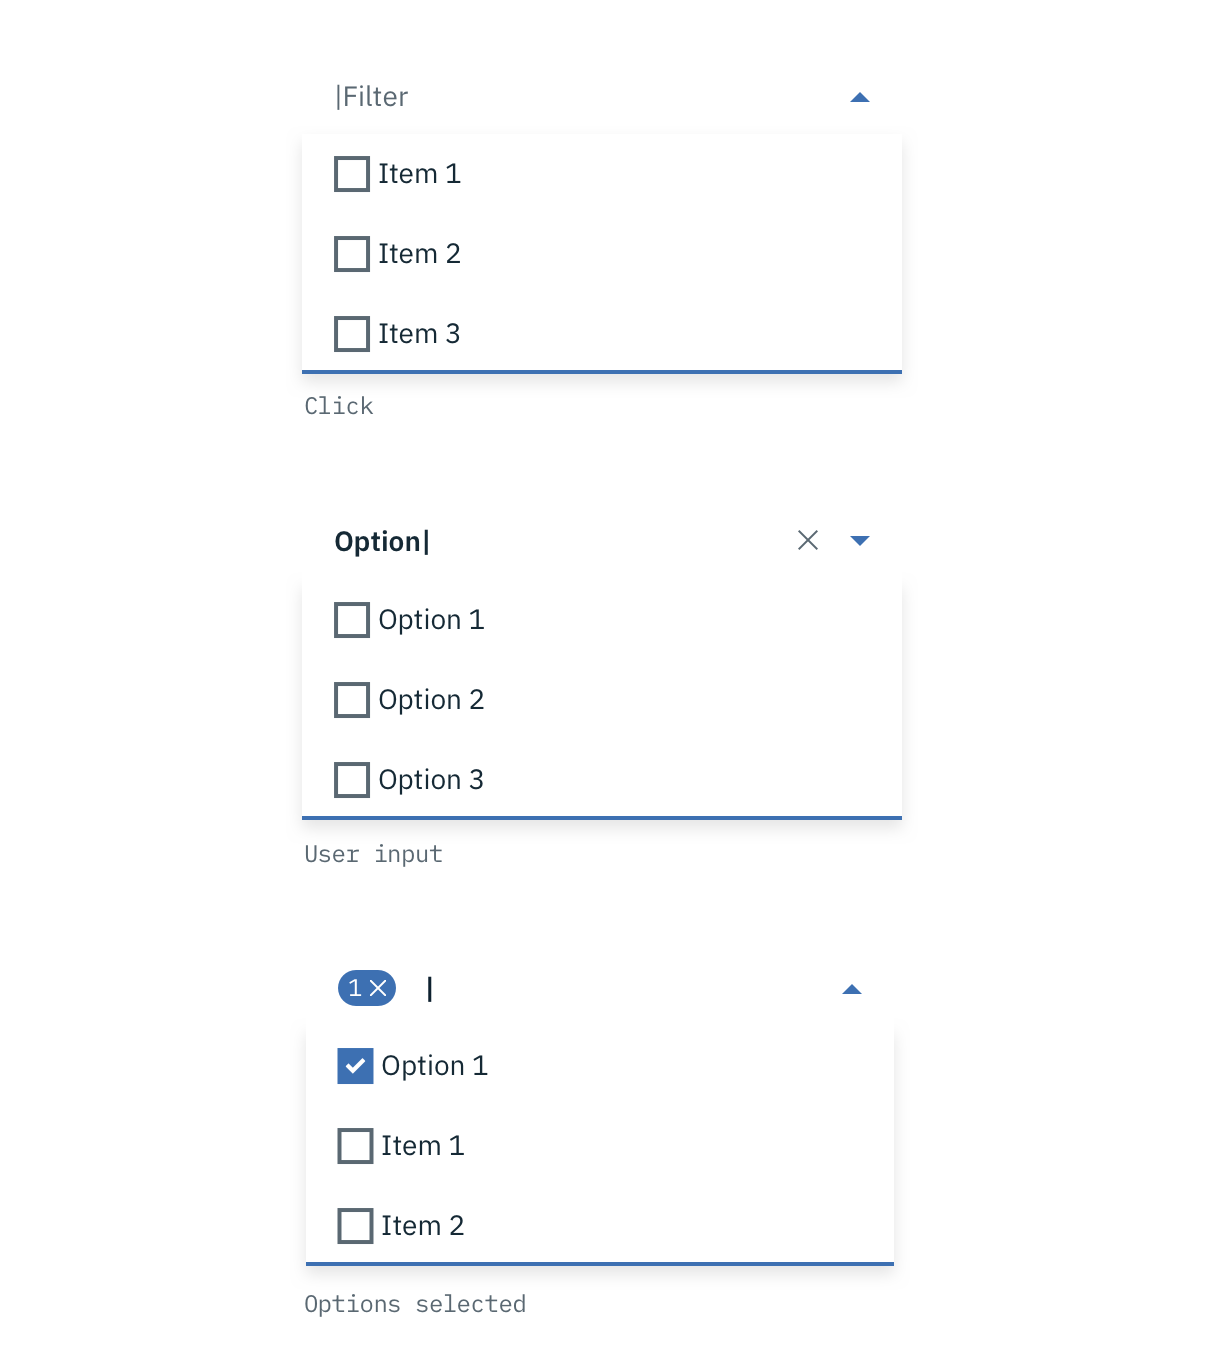 Filter
Item 1
Item 2
Item 3
Click
Option
Option 1
Option 2
Option 3
User input
1
Option 1
Item 1
Item 2
Options selected